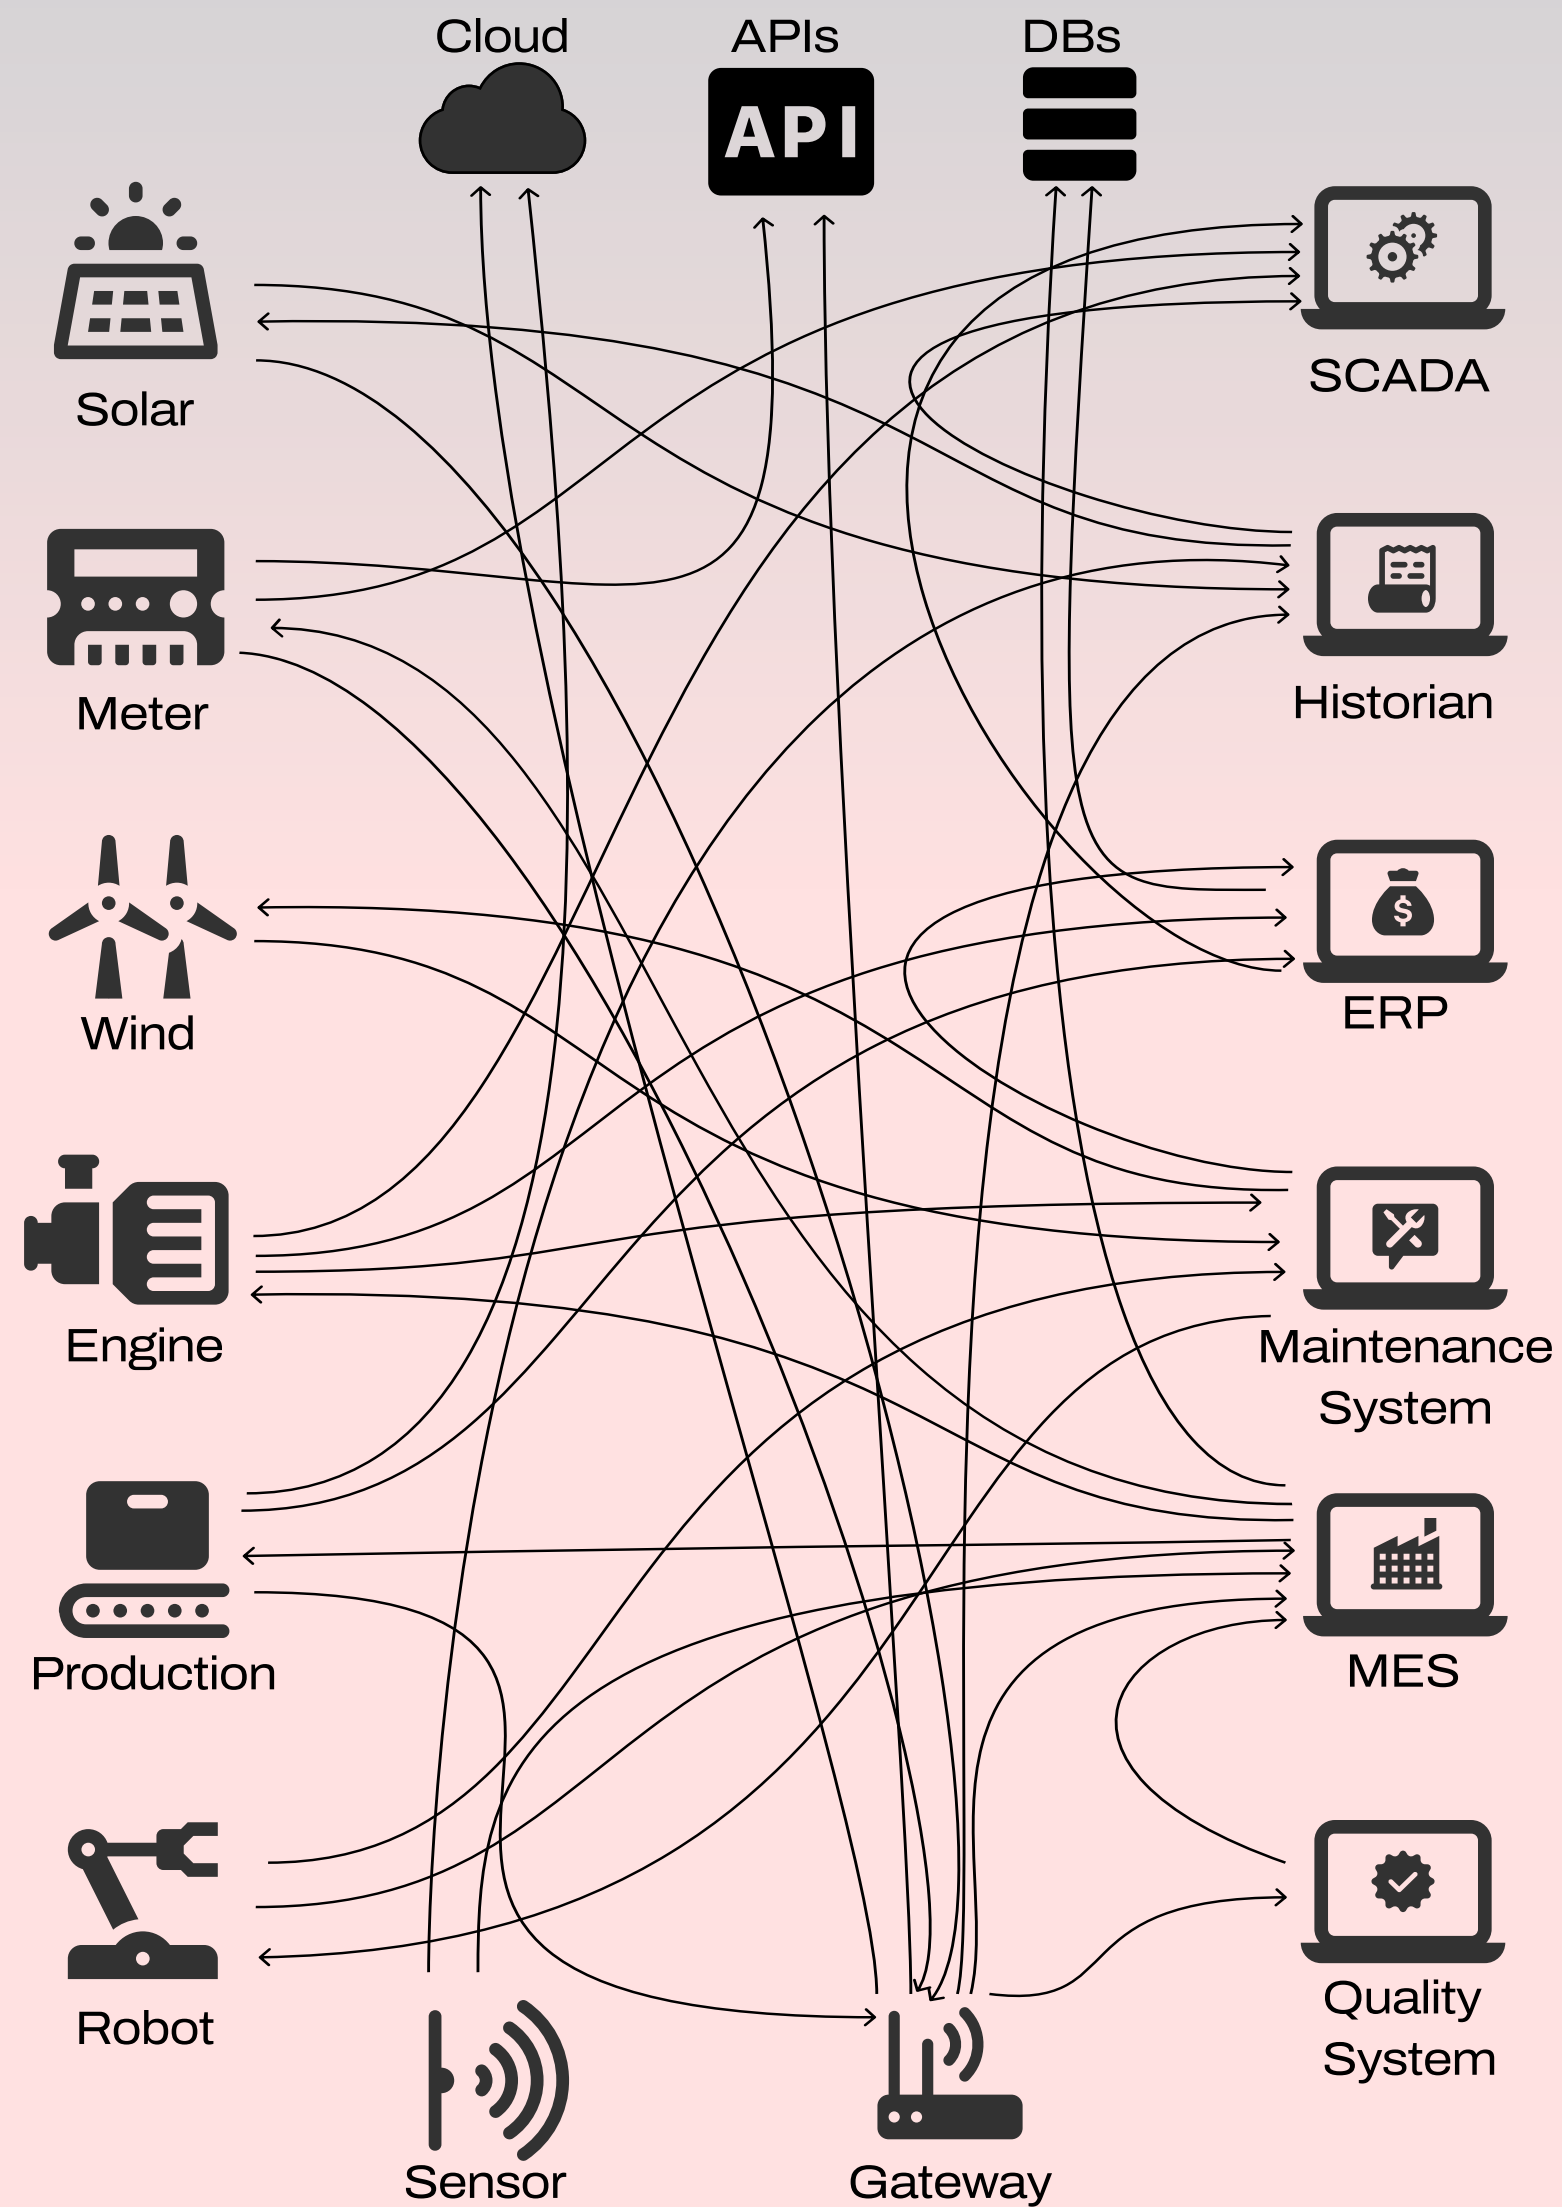 Cloud
APIs
DBs
API
SCADA
Solar
Historian
Meter
$
ERP
Wind
Maintenance
System
Engine
MES
Production
Quality
System
Robot
Sensor
Gateway